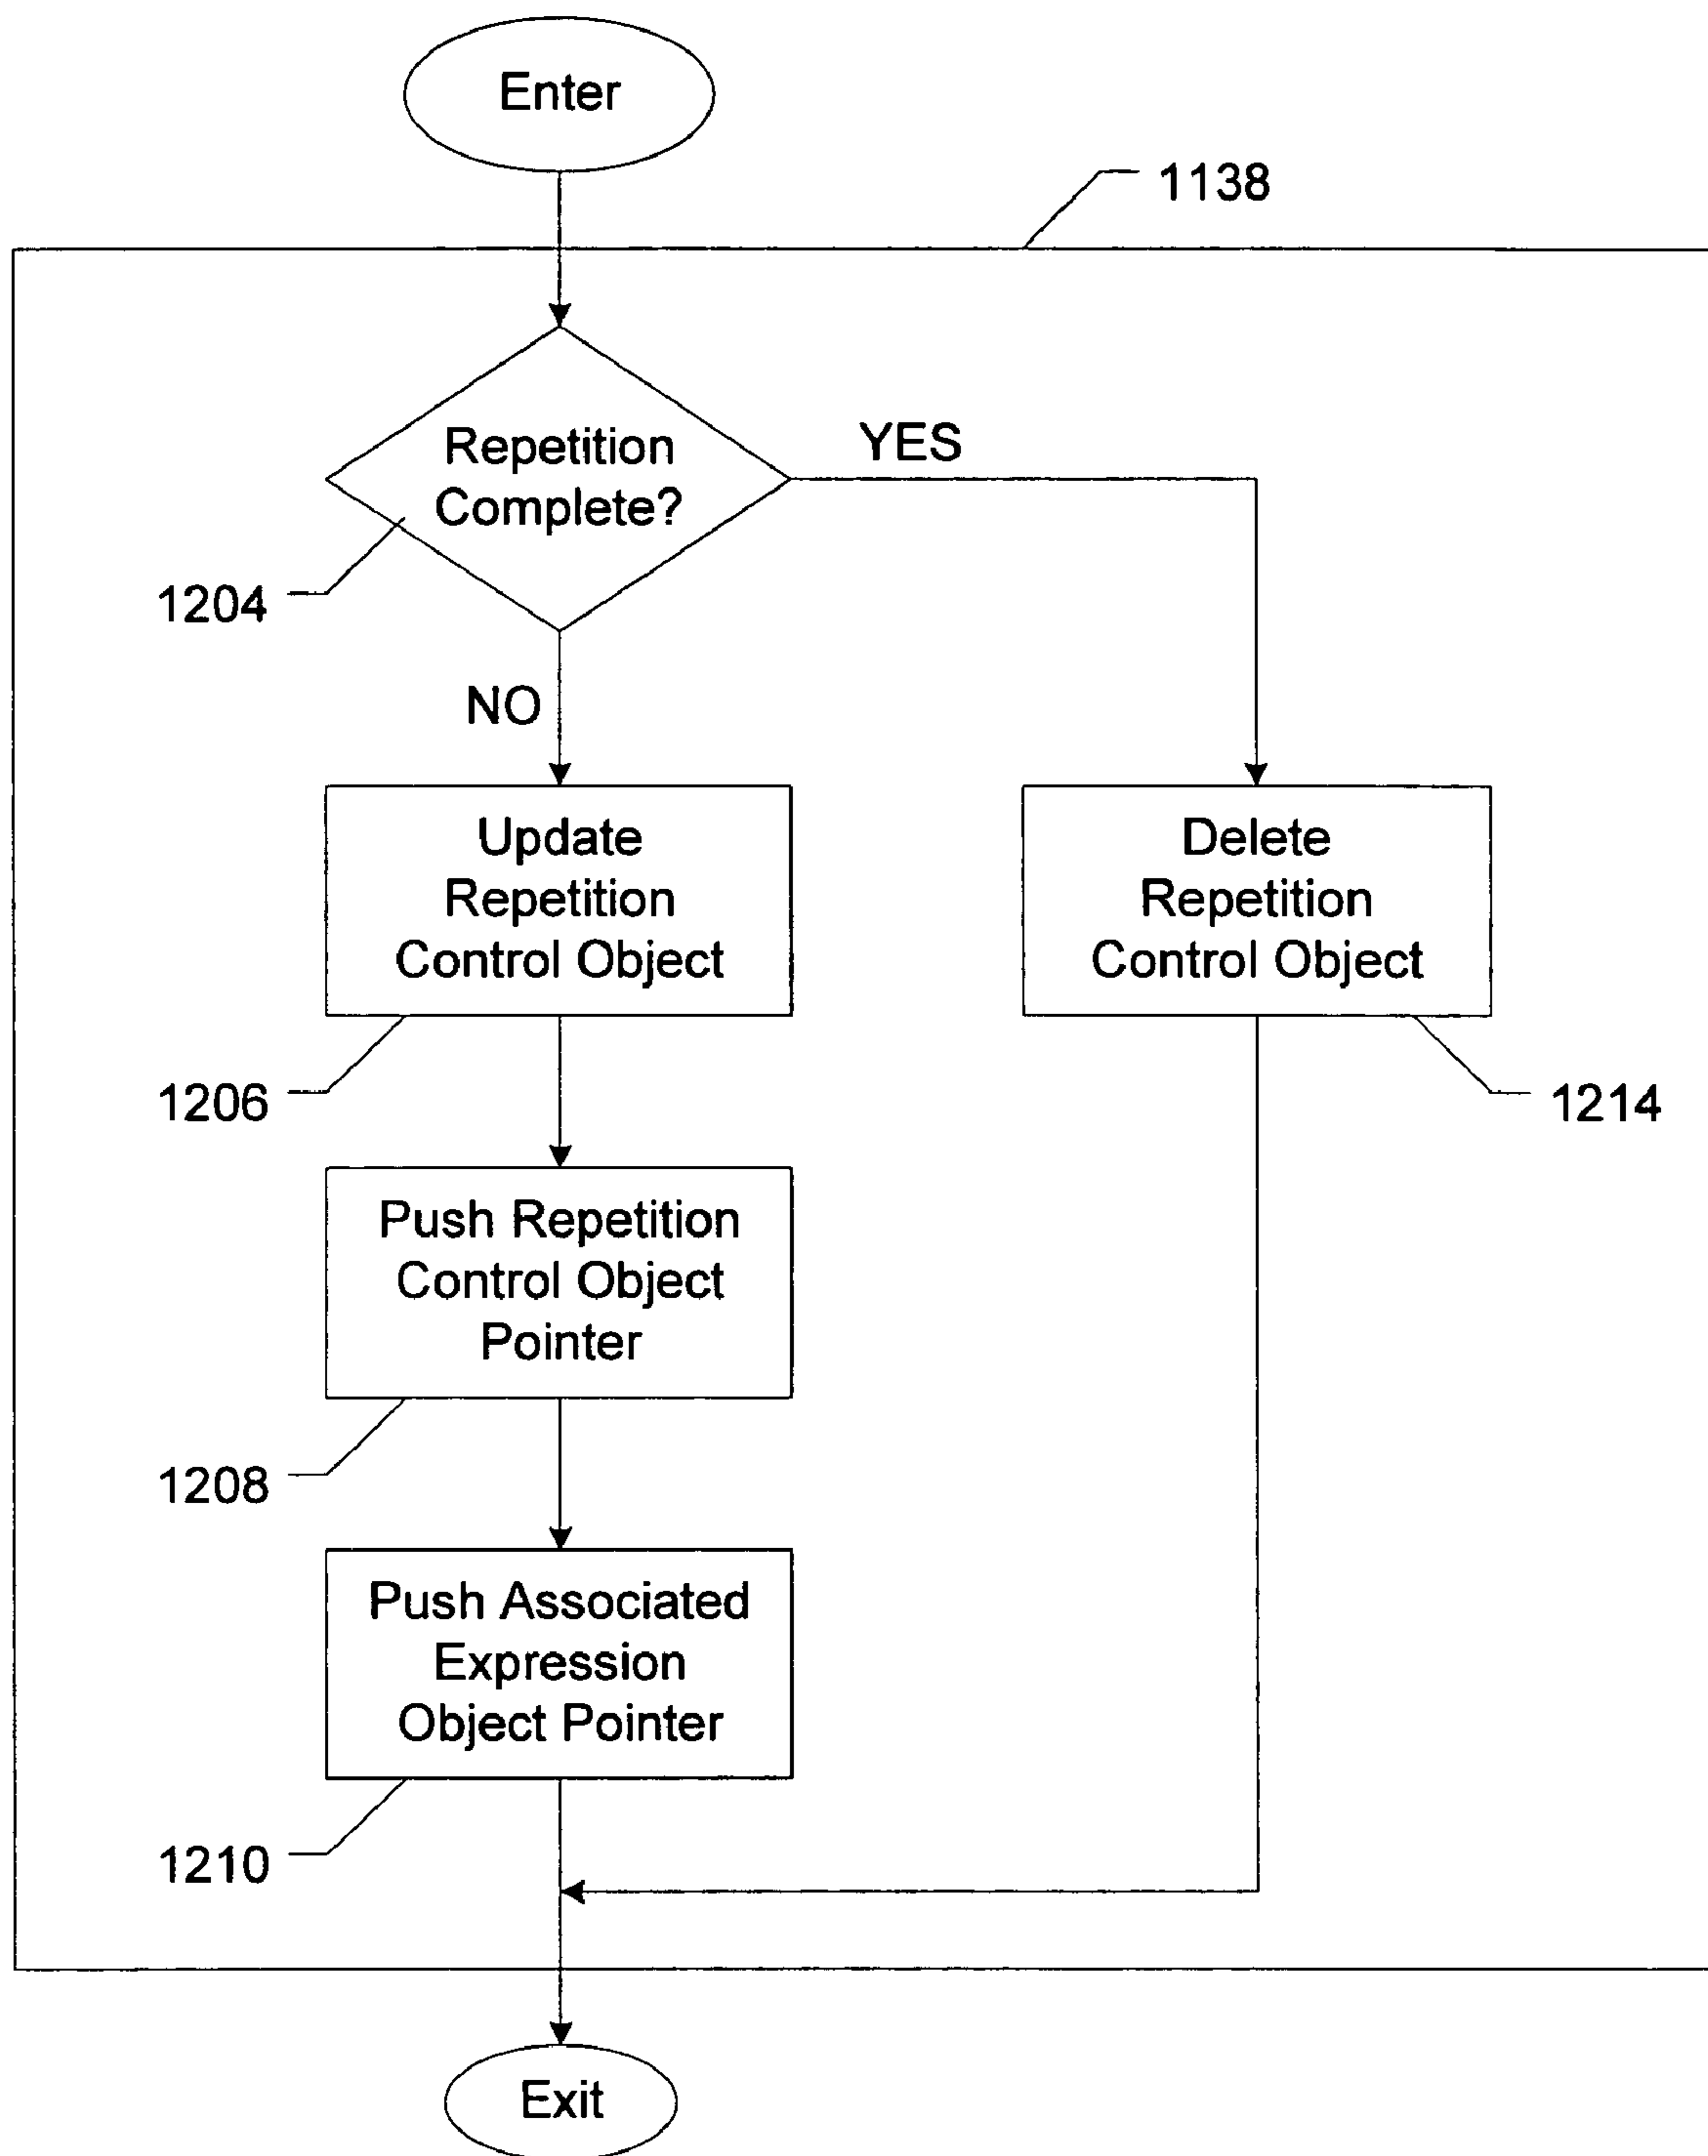 Enter
1138
Repetition
Complete?
YES
1204
NO
Update
Repetition
Control Object
Delete
Repetition
Control Object
1206
1214
Push Repetition
Control Object
Pointer
1208
Push Associated
Expression
Object Pointer
1210
Exit